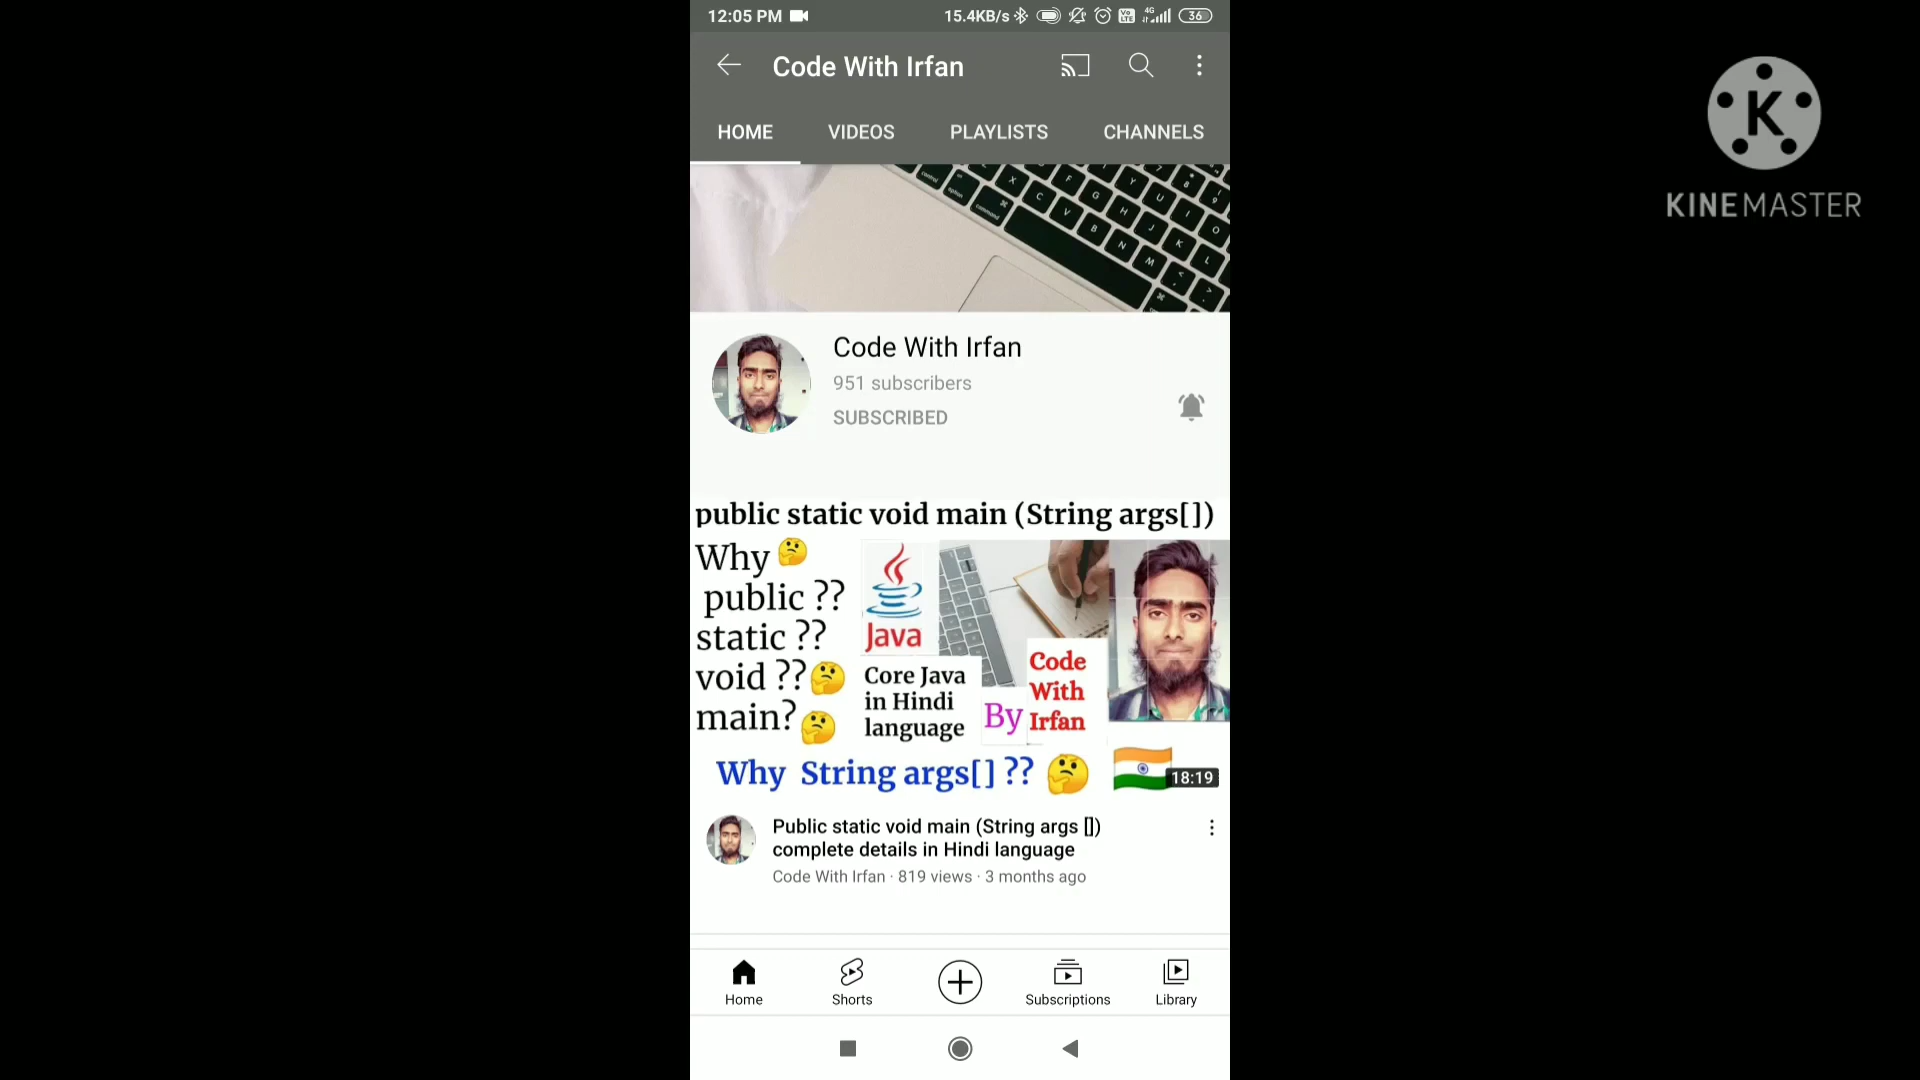 12:05 PM 15.4KB/s 4G 36
Code With Irfan
HOME VIDEOS PLAYLISTS CHANNELS
KINEMASTER
Code With Irfan
951 subscribers
SUBSCRIBED
public static void main (String args[])
Why 🤔
public ??
static ??
void ??🤔
main?🤔
Java
Core Java
in Hindi
language
By
Code
With
Irfan
Why String args[] ?? 🤔
18:19
Public static void main (String args [])
complete details in Hindi language
Code With Irfan · 819 views · 3 months ago
Home Shorts Subscriptions Library